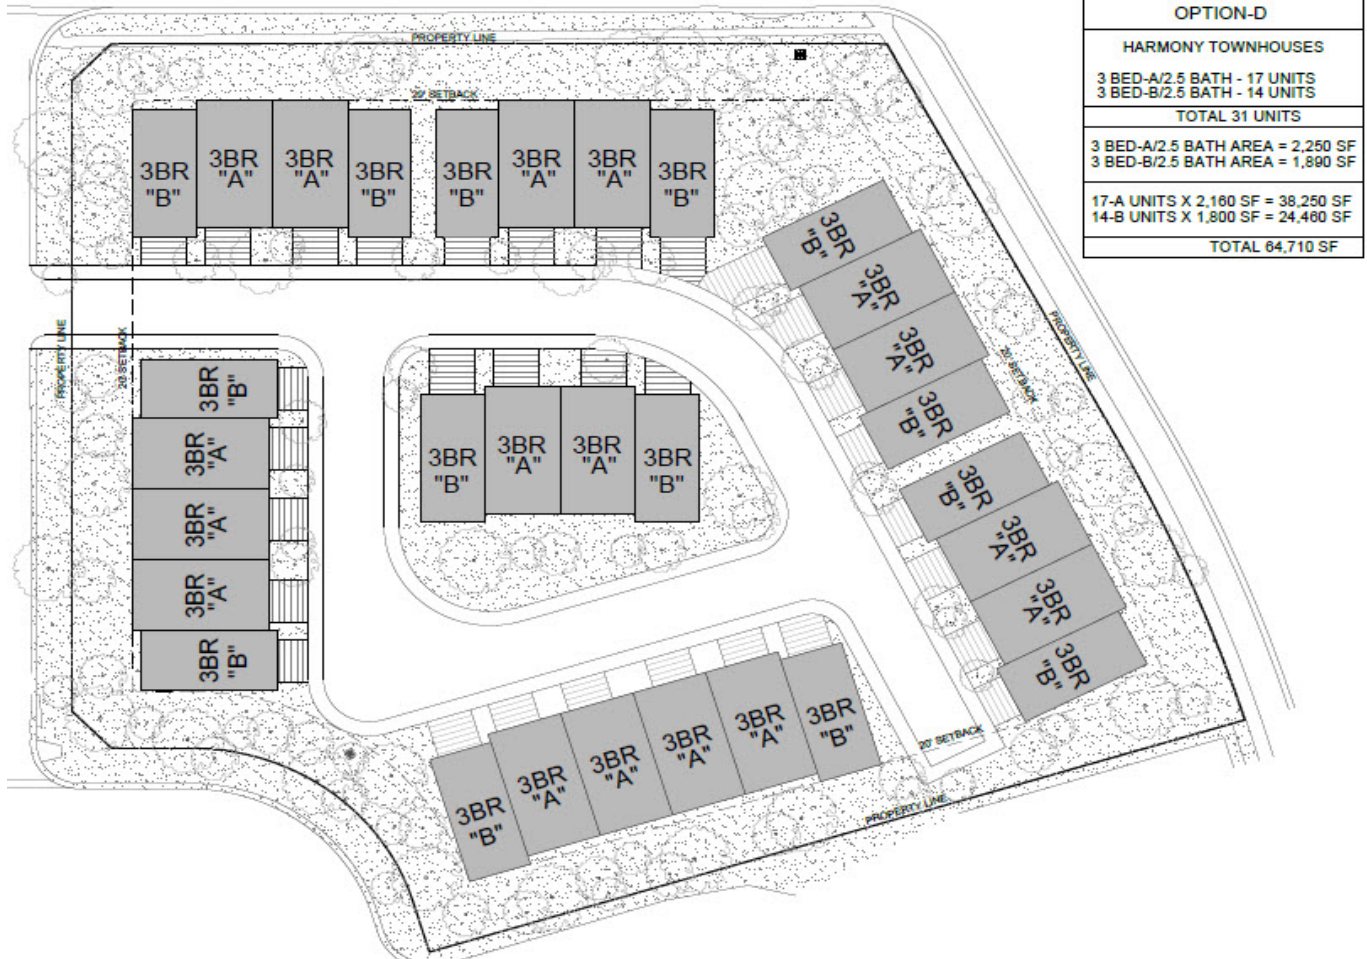 OPTION-D
HARMONY TOWNHOUSES
3 BED-A/2.5 BATH - 17 UNITS
3 BED-B/2.5 BATH - 14 UNITS
TOTAL 31 UNITS
3 BED-A/2.5 BATH AREA = 2,250 SF
3 BED-B/2.5 BATH AREA = 1,890 SF
17-A UNITS X 2,160 SF = 38,250 SF
14-B UNITS X 1,800 SF = 24,460 SF
TOTAL 64,710 SF
PROPERTY LINE
20' SETBACK
3BR
"B"
3BR
"A"
3BR
"A"
3BR
"B"
3BR
"B"
3BR
"A"
3BR
"A"
3BR
"B"
3BR
"B"
3BR
"A"
3BR
"A"
3BR
"B"
PROPERTY LINE
20' SETBACK
3BR
"B"
3BR
"A"
3BR
"A"
3BR
"B"
PROPERTY LINE
20' SETBACK
3BR
"B"
3BR
"A"
3BR
"A"
3BR
"A"
3BR
"B"
3BR
"B"
3BR
"A"
3BR
"A"
3BR
"B"
3BR
"B"
3BR
"A"
3BR
"A"
3BR
"A"
3BR
"A"
3BR
"B"
20' SETBACK
PROPERTY LINE